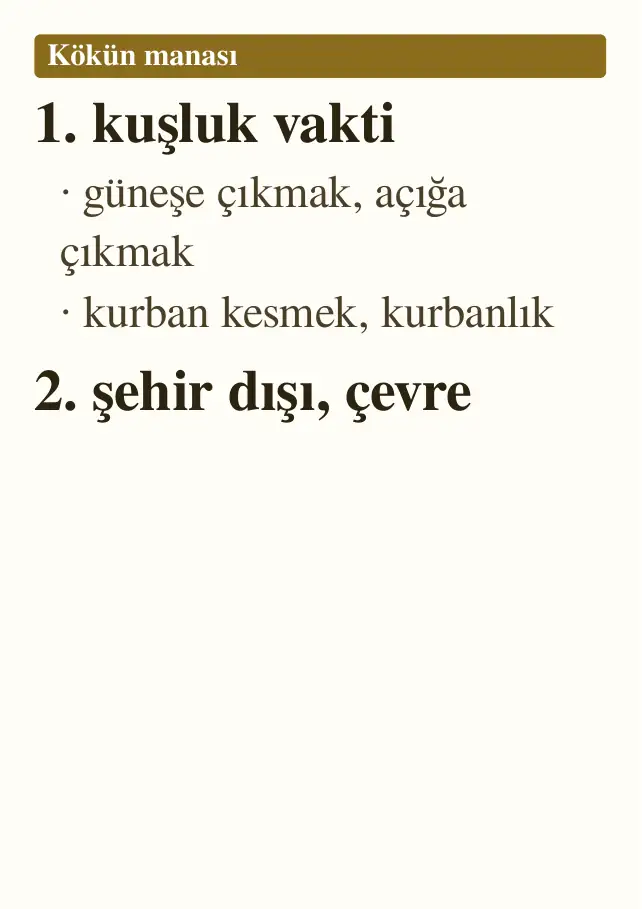 Kökün manası
1. kuşluk vakti
· güneşe çıkmak, açığa
çıkmak
· kurban kesmek, kurbanlık
2. şehir dışı, çevre